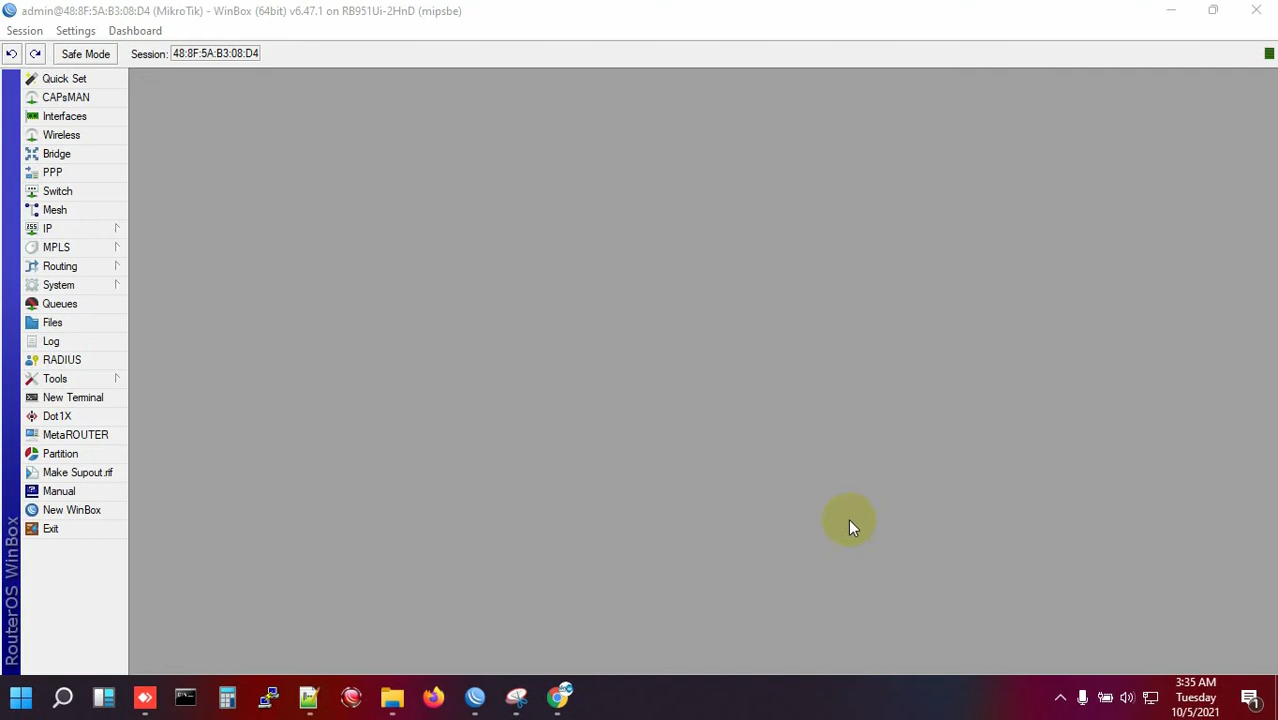 admin@48:8F:5A:B3:08:D4 (MikroTik) - WinBox (64bit) v6.47.1 on RB951Ui-2HnD (mipsbe)
Session Settings Dashboard
Safe Mode Session: 48:8F:5A:B3:08:D4
Quick Set
CAPsMAN
Interfaces
Wireless
Bridge
PPP
Switch
Mesh
IP
MPLS
Routing
System
Queues
Files
Log
RADIUS
Tools
New Terminal
Dot1X
MetaROUTER
Partition
Make Supout.rif
Manual
New WinBox
Exit
RouterOS WinBox
3:35 AM
Tuesday
10/5/2021
1